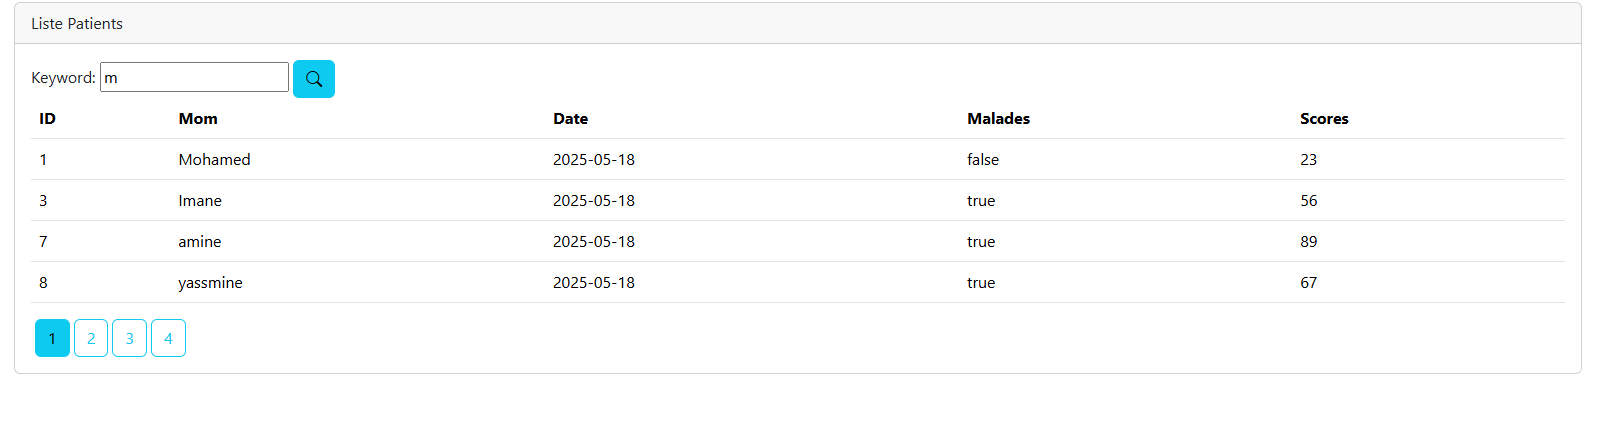 Liste Patients
Keyword: m
ID Mom Date Malades Scores
1 Mohamed 2025-05-18 false 23
3 Imane 2025-05-18 true 56
7 amine 2025-05-18 true 89
8 yassmine 2025-05-18 true 67
1 2 3 4